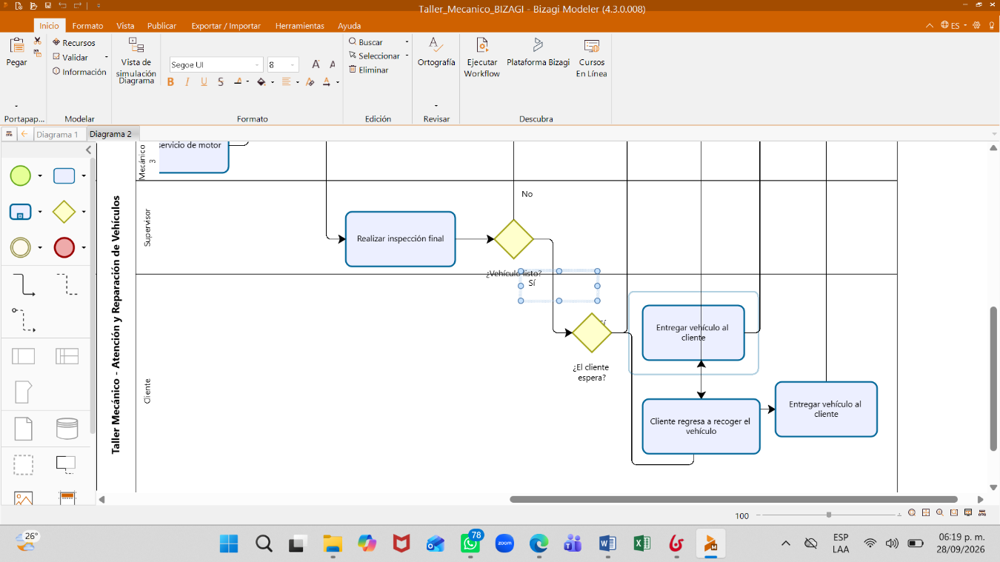 Taller_Mecanico_BIZAGI - Bizagi Modeler (4.3.0.008)
Inicio
Formato
Vista
Publicar
Exportar / Importar
Herramientas
Ayuda
ES
Pegar
Recursos
Validar
Información
Vista de simulación
Diagrama
Segoe UI
8
A
A
B
I
U
S
A
A
Buscar
Seleccionar
Eliminar
Ortografía
Ejecutar Workflow
Plataforma Bizagi
Cursos En Línea
Portapap...
Modelar
Formato
Edición
Revisar
Descubra
Diagrama 1
Diagrama 2
Taller Mecánico - Atención y Reparación de Vehículos
Mecánico 3
servicio de motor
Supervisor
Realizar inspección final
No
¿Vehículo listo?
Sí
Cliente
¿El cliente espera?
Entregar vehículo al cliente
Cliente regresa a recoger el vehículo
Entregar vehículo al cliente
100
26°
78
zoom
ESP
LAA
06:19 p. m.
28/09/2026